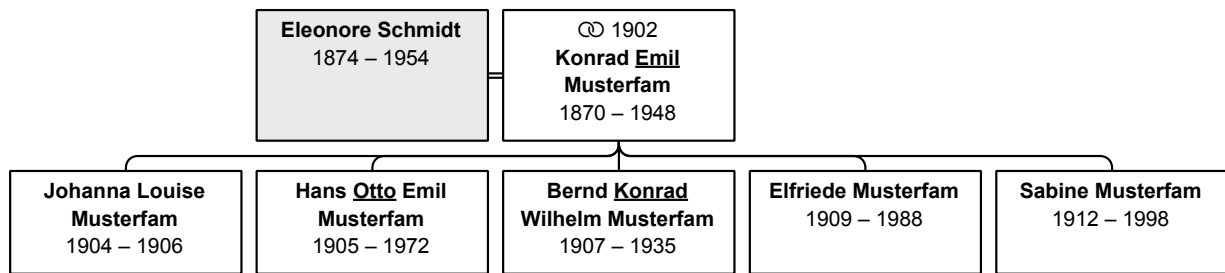 Eleonore Schmidt
1874 – 1954
⚭ 1902
Konrad Emil
Musterfam
1870 – 1948
Johanna Louise
Musterfam
1904 – 1906
Hans Otto Emil
Musterfam
1905 – 1972
Bernd Konrad
Wilhelm Musterfam
1907 – 1935
Elfriede Musterfam
1909 – 1988
Sabine Musterfam
1912 – 1998